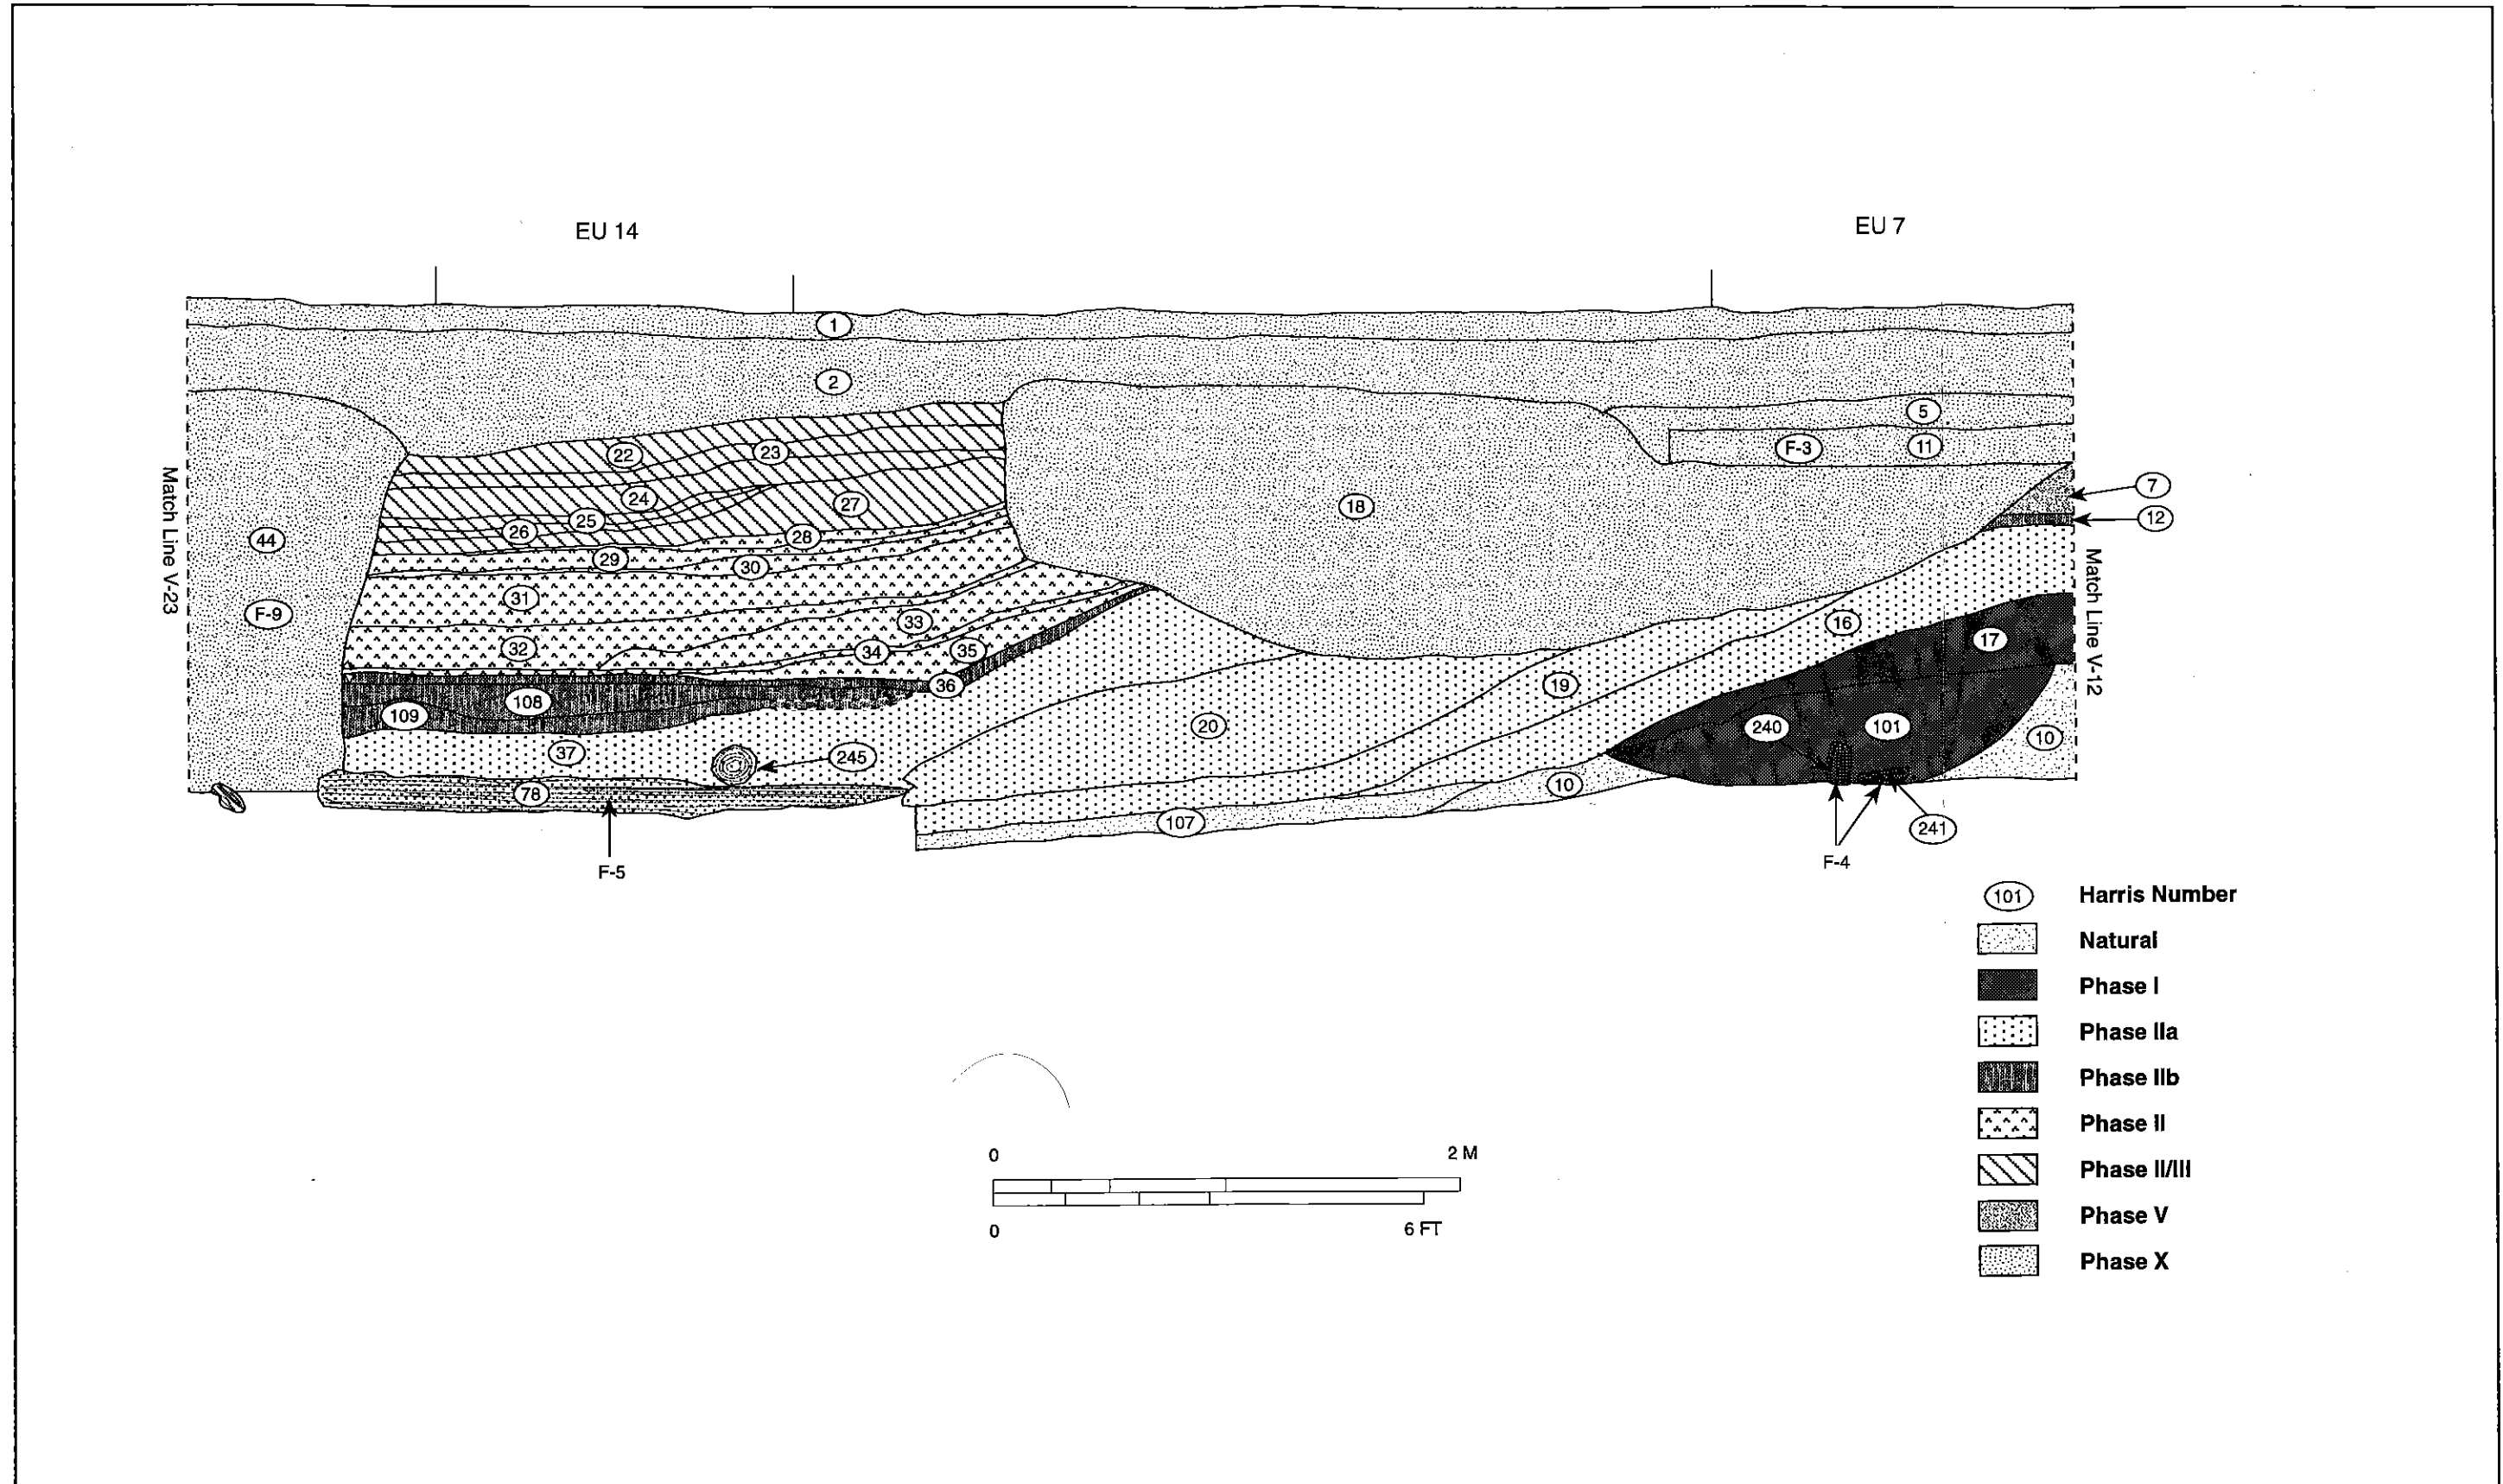 EU 14
EU 7
1
2
5
F-3
11
22
23
7
24
27
18
12
26
25
28
44
29
30
31
F-9
33
16
32
34
35
17
36
19
108
109
20
240
101
10
37
245
78
10
107
241
F-5
F-4
Match Line V-23
Match Line V-12
101 Harris Number
Natural
Phase I
Phase IIa
Phase IIb
Phase II
Phase II/III
Phase V
Phase X
0 2 M
0 6 FT